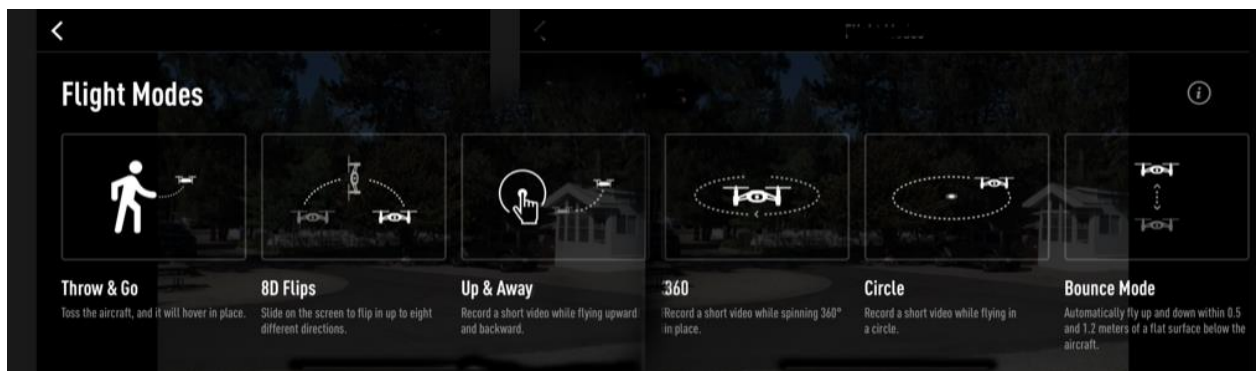 Flight Modes
Throw & Go
Toss the aircraft, and it will hover in place.
8D Flips
Slide on the screen to flip in up to eight
different directions.
Up & Away
Record a short video while flying upward
and backward.
360
Record a short video while spinning 360°
in place.
Circle
Record a short video while flying in
a circle.
Bounce Mode
Automatically fly up and down within 0.5
and 1.2 meters of a flat surface below the
aircraft.